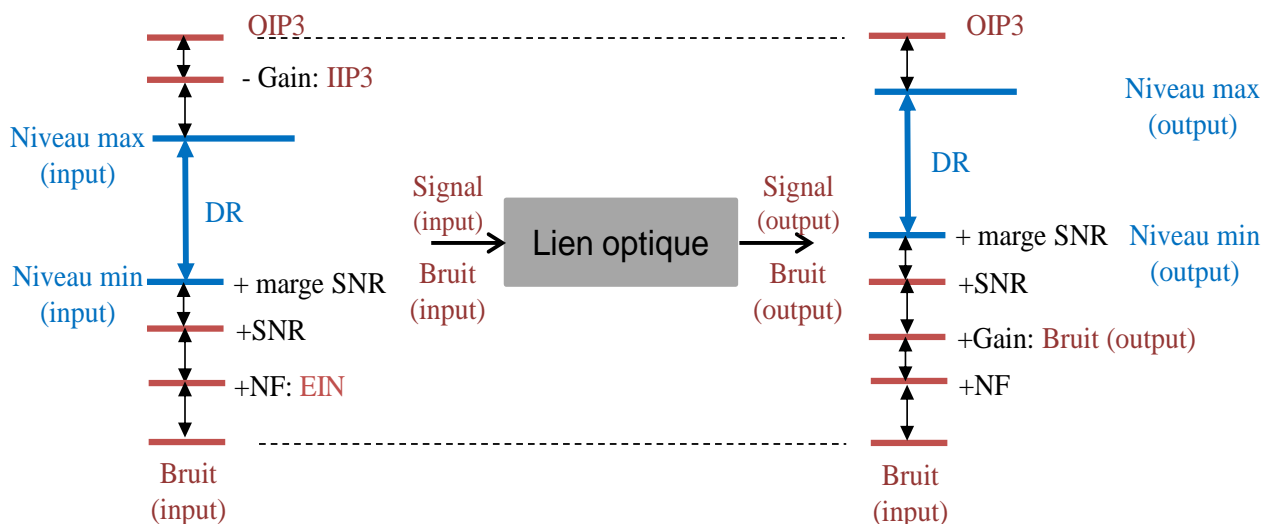 OIP3
- Gain: IIP3
Niveau max
(input)
DR
Niveau min
(input)
+ marge SNR
+SNR
+NF: EIN
Bruit
(input)
Signal
(input)
Bruit
(input)
Lien optique
Signal
(output)
Bruit
(output)
OIP3
Niveau max
(output)
DR
+ marge SNR
Niveau min
(output)
+SNR
+Gain: Bruit (output)
+NF
Bruit
(input)